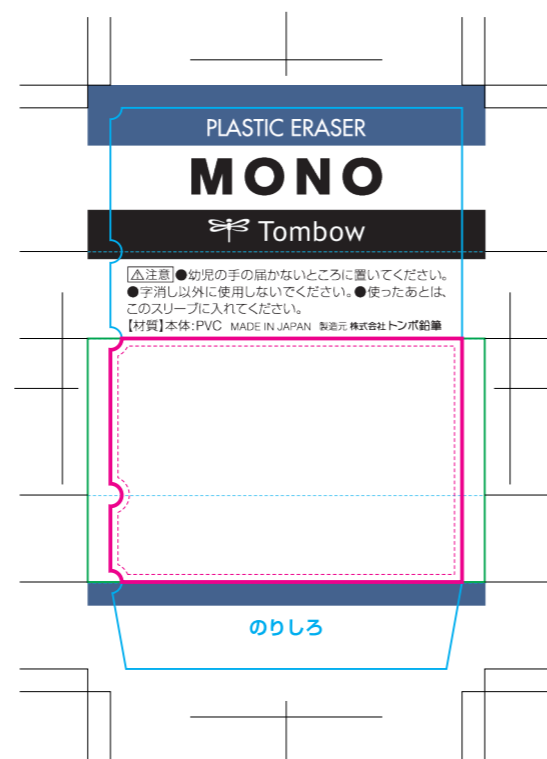 PLASTIC ERASER
MONO
Tombow
⚠注意 ●幼児の手の届かないところに置いてください。
●字消し以外に使用しないでください。●使ったあとは、
このスリーブに入れてください。
【材質】本体:PVC MADE IN JAPAN 製造元 株式会社トンボ鉛筆
のりしろ